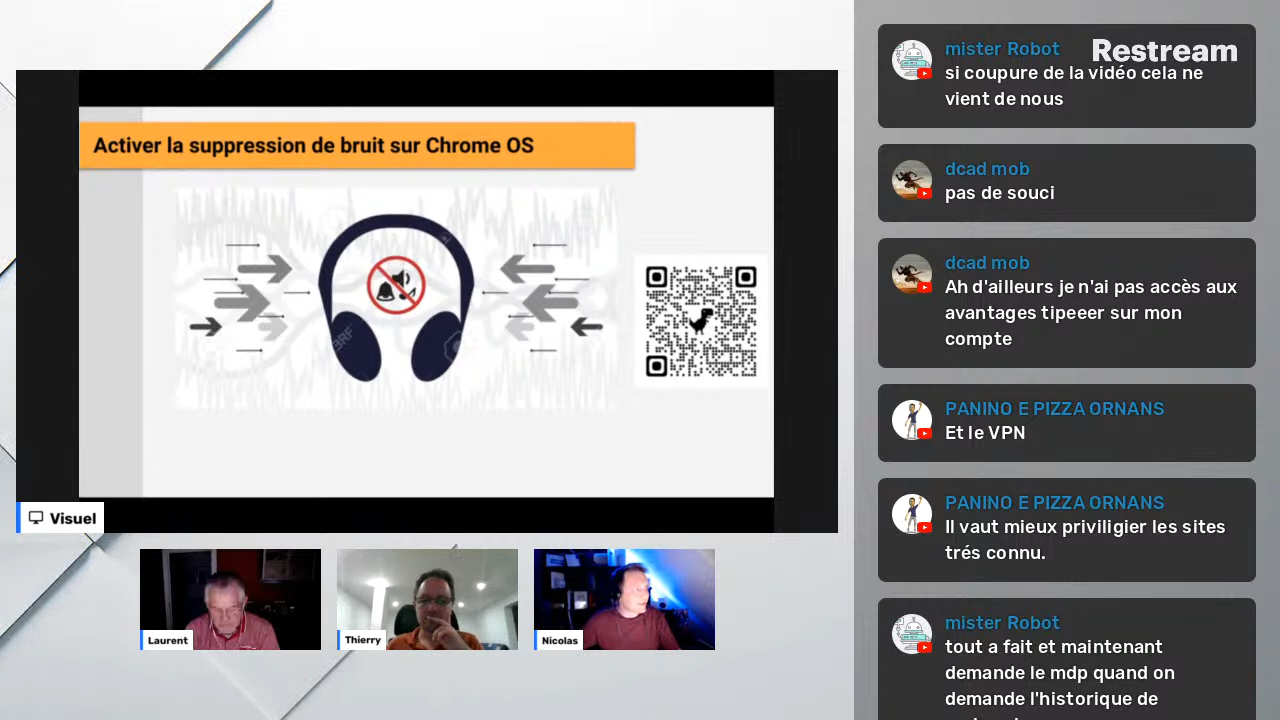 Activer la suppression de bruit sur Chrome OS
Visuel
Laurent
Thierry
Nicolas
Restream
mister Robot
si coupure de la vidéo cela ne
vient de nous
dcad mob
pas de souci
dcad mob
Ah d'ailleurs je n'ai pas accès aux
avantages tipeeer sur mon
compte
PANINO E PIZZA ORNANS
Et le VPN
PANINO E PIZZA ORNANS
Il vaut mieux priviligier les sites
trés connu.
mister Robot
tout a fait et maintenant
demande le mdp quand on
demande l'historique de